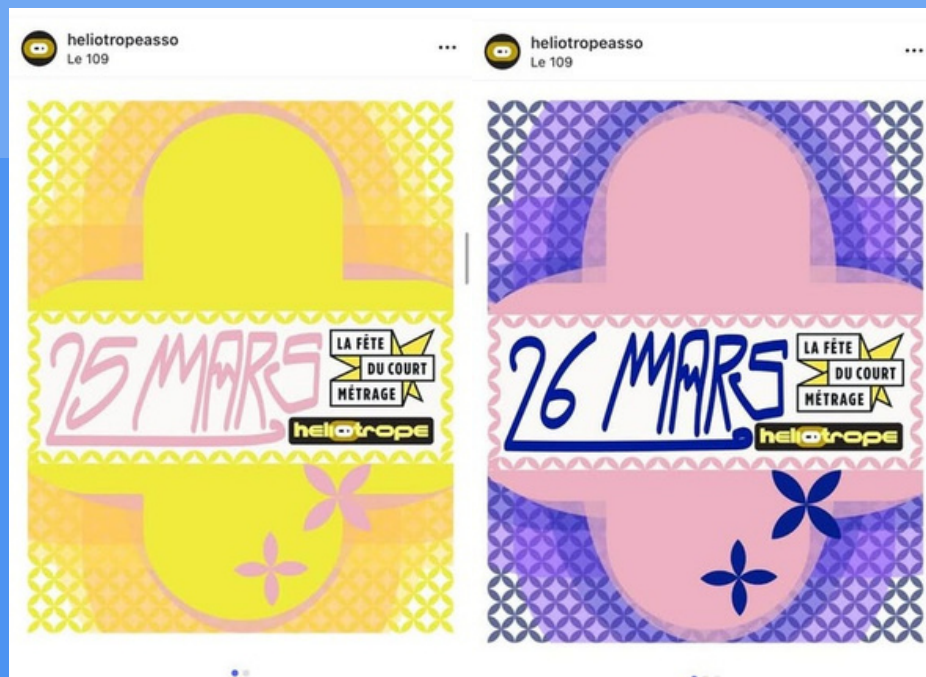 heliotropeasso
Le 109
25 MARS
LA FÊTE
DU COURT
MÉTRAGE
heliotrope
heliotropeasso
Le 109
26 MARS
LA FÊTE
DU COURT
MÉTRAGE
heliotrope